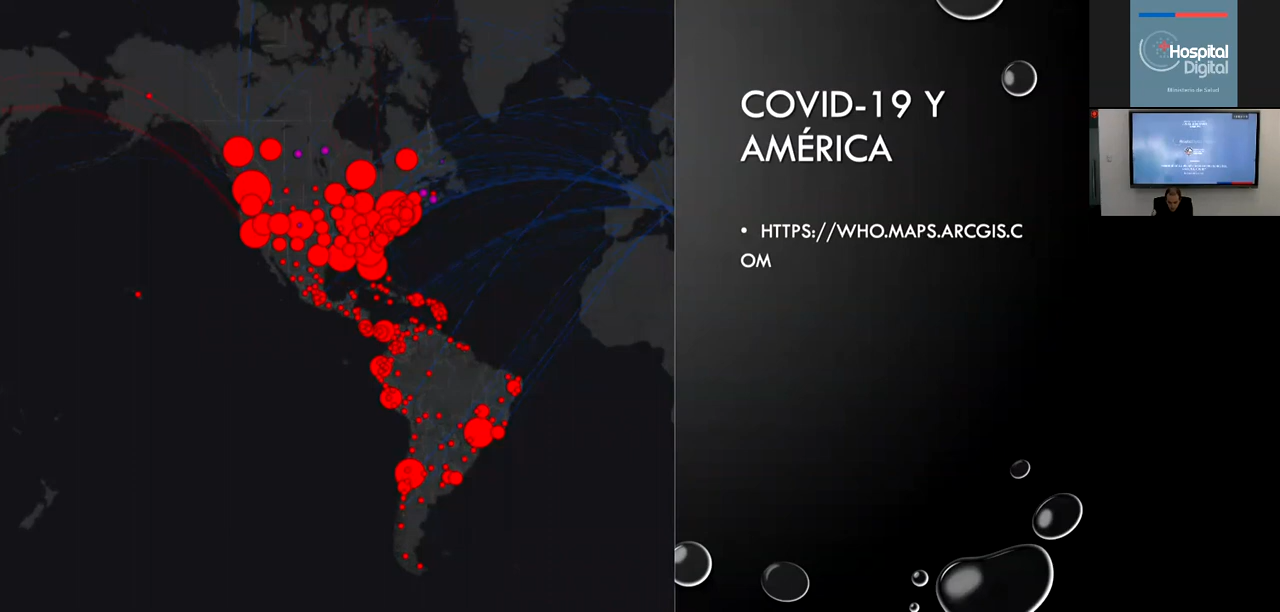 COVID-19 Y
AMÉRICA
• HTTPS://WHO.MAPS.ARCGIS.C
OM
Hospital
Digital
Ministerio de Salud